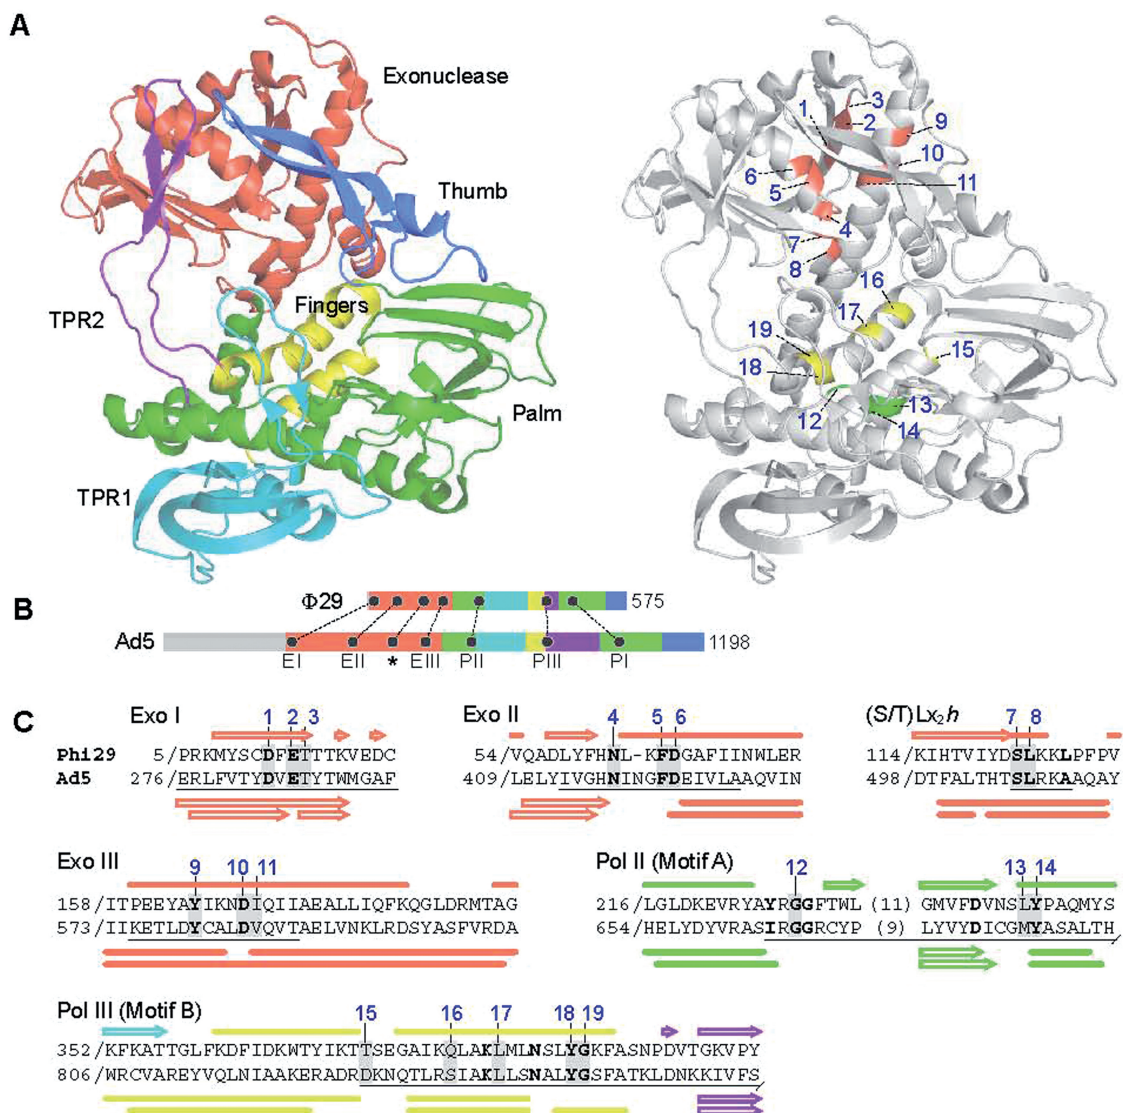 A
Exonuclease
Thumb
Fingers
TPR2
Palm
TPR1
1
3
2
9
10
6
5
11
4
7
8
16
17
19
15
18
12
13
14
B
Φ29
575
Ad5
1198
EI EII * EIII PII PIII PI
C
Exo I
1 2 3
Phi29 5/PRKMYSCDFETTTKVEDC
Ad5 276/ERLFVTYDVETYTWMGAF
Exo II
4 5 6
54/VQADLYFHNL-KFDGAFIINWLER
409/LELYIVGHNINGFDEIVLAAQVIN
(S/T)Lx2h
7 8
114/KIHTVIYDSLKKLPFPV
498/DTFALTHTSLRKAAQAY
Exo III
9 10 11
158/ITPEEYAYIKNDIQIIAEALLIQFKQGLDRMTAG
573/IIKETLDYCALDVQVTAELVNKLRDSYASFVRDA
Pol II (Motif A)
12 13 14
216/LGLDKEVRYAYRGGFTWL (11) GMVFDVNSLYPAQMYS
654/HELYDYVRASIRGGRCYP (9) LYVYDICGMYASALTH
Pol III (Motif B)
15 16 17 18 19
352/KFKATTGLFKDFIDKWTYIKTTSEGAIKQLAKLMLNSLYGKFASNPDVTGKVPY
806/WRCVAREYVQLNIAAKERADRDKNQTLRSIAKLLSNALYGSFATKLDNKKIVFS